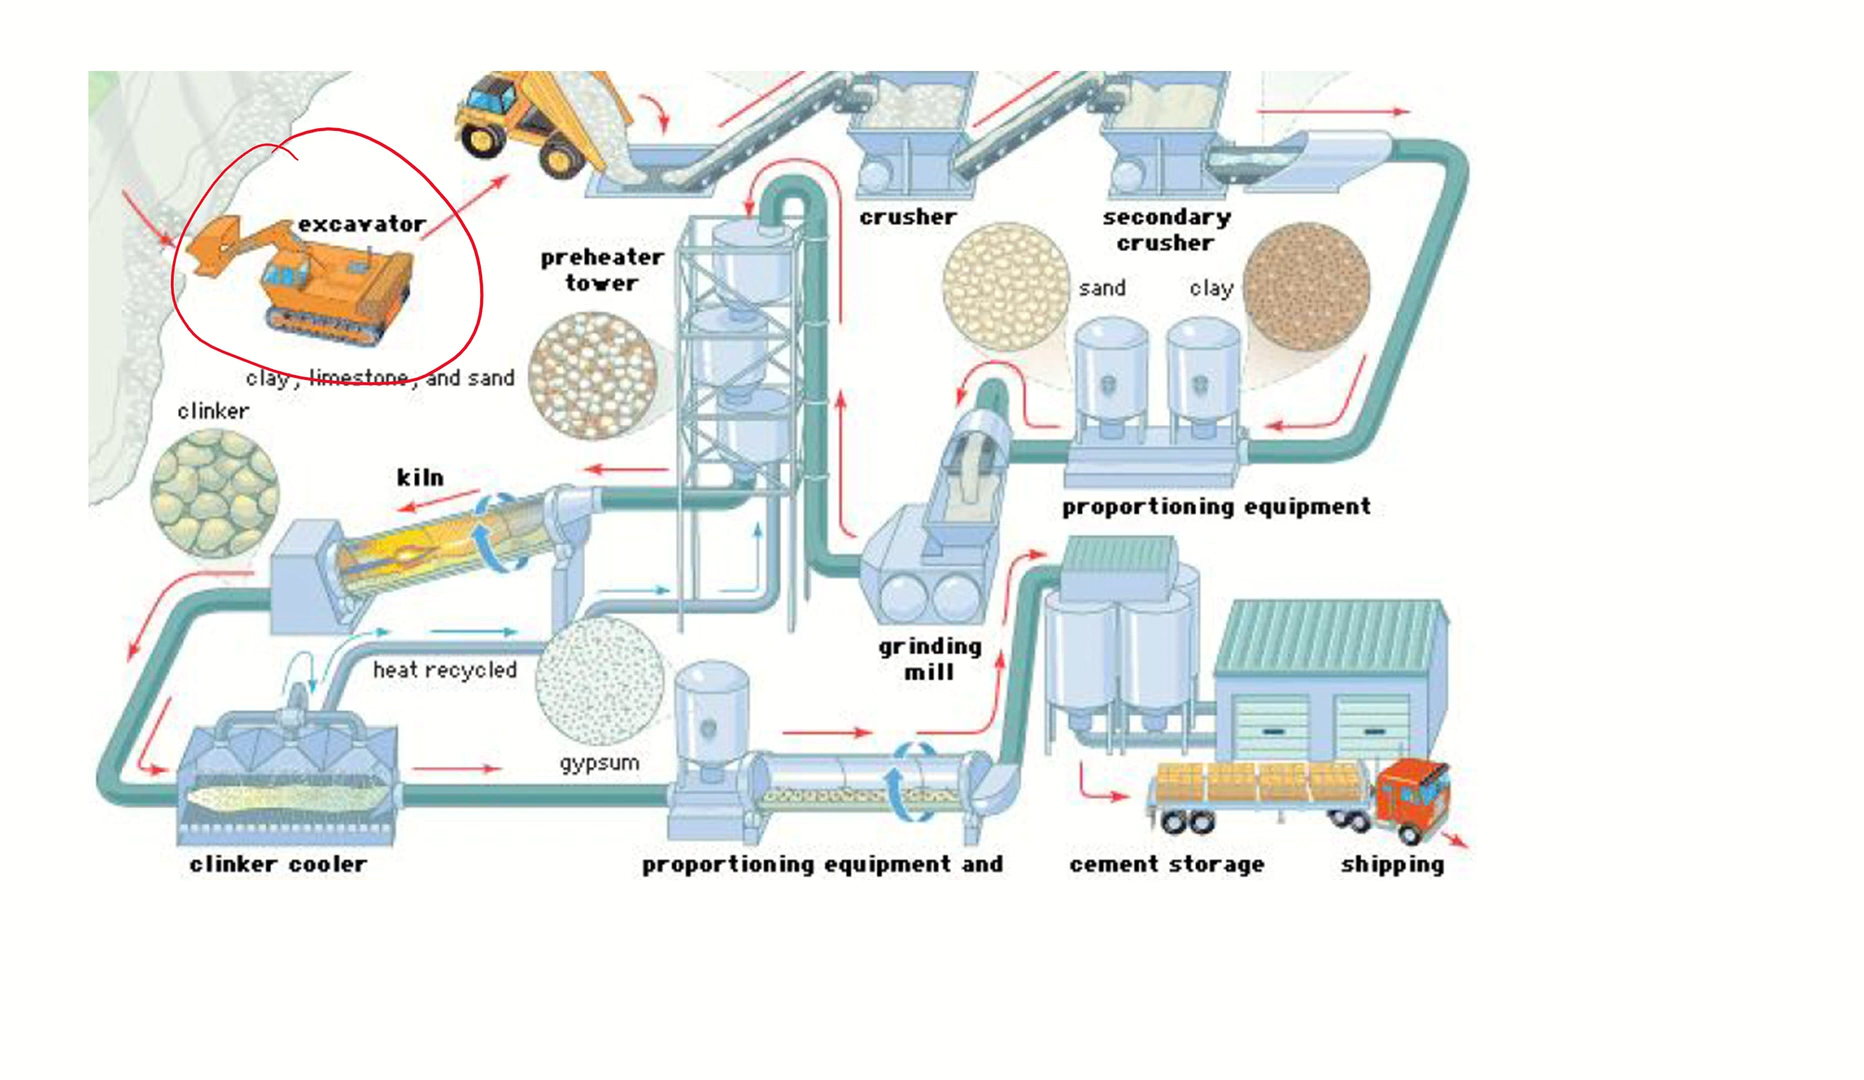 excavator
crusher
secondary
crusher
preheater
tower
sand
clay
clay, limestone, and sand
clinker
kiln
proportioning equipment
grinding
mill
heat recycled
gypsum
clinker cooler
proportioning equipment and
cement storage
shipping